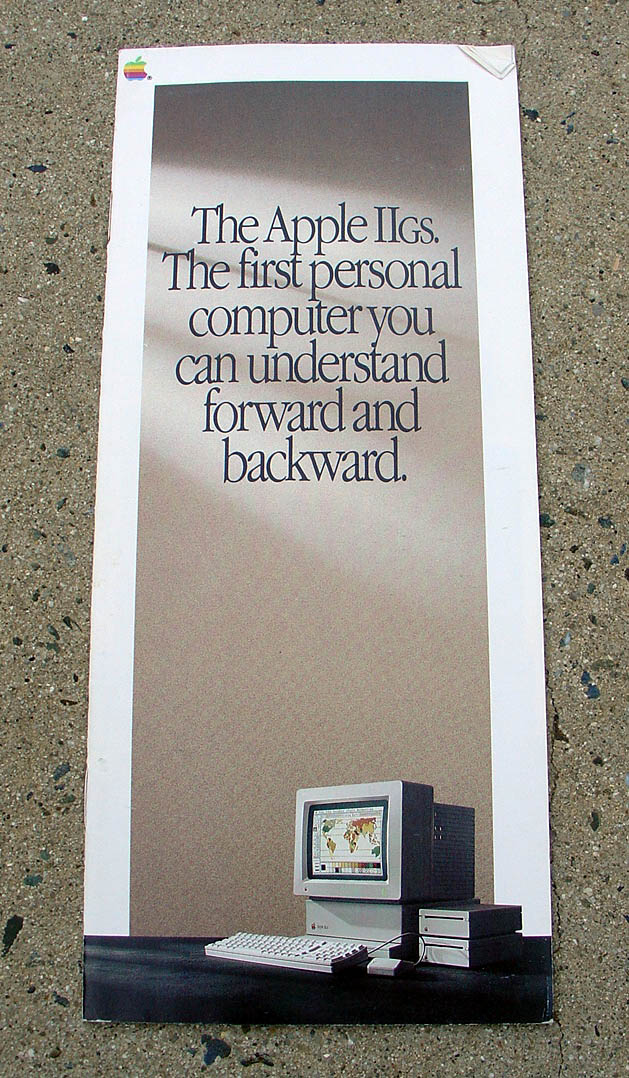 The Apple IIGS.
The first personal
computer you
can understand
forward and
backward.